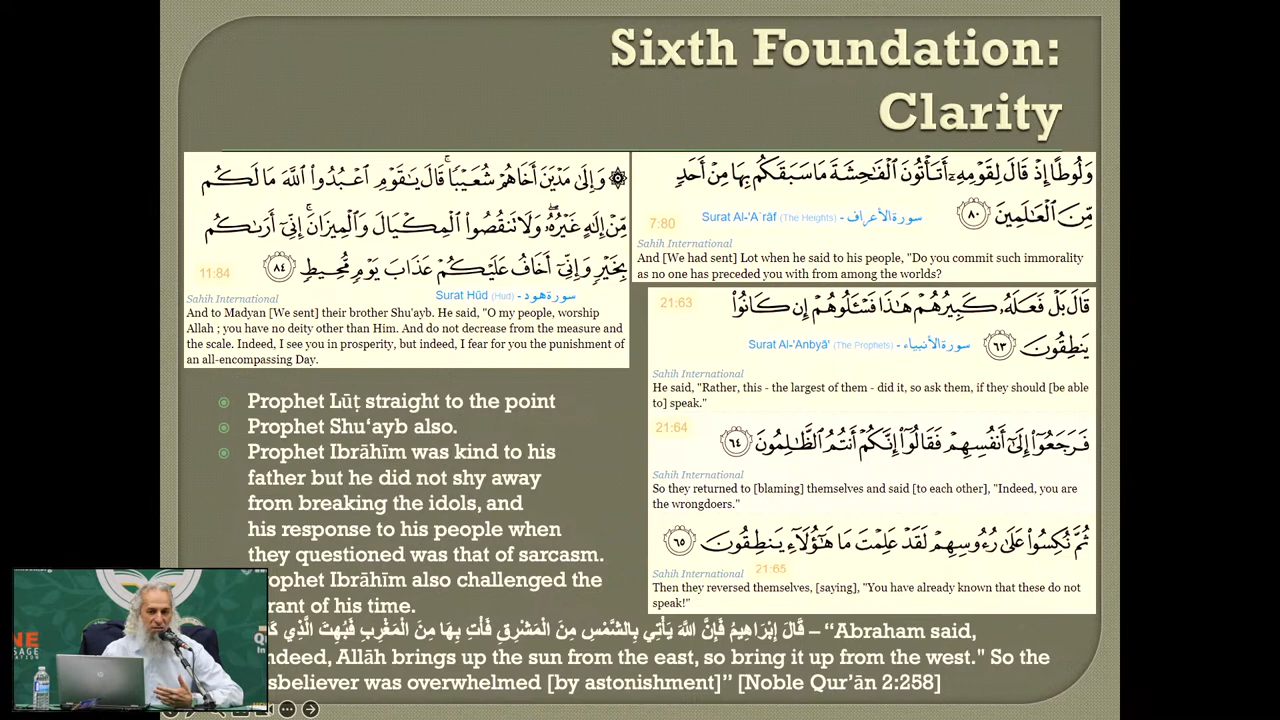 Sixth Foundation:
Clarity
۞ وَإِلَىٰ مَدْيَنَ أَخَاهُمْ شُعَيْبًا ۚ قَالَ يَٰقَوْمِ ٱعْبُدُوا۟ ٱللَّهَ مَا لَكُم
مِّنْ إِلَٰهٍ غَيْرُهُۥ ۖ وَلَا تَنقُصُوا۟ ٱلْمِكْيَالَ وَٱلْمِيزَانَ ۚ إِنِّىٓ أَرَىٰكُم
بِخَيْرٍ وَإِنِّىٓ أَخَافُ عَلَيْكُمْ عَذَابَ يَوْمٍ مُّحِيطٍ ٨٤
11:84
Surat Hūd (Hud) - سورة هود
Sahih International
And to Madyan [We sent] their brother Shu'ayb. He said, "O my people, worship
Allah ; you have no deity other than Him. And do not decrease from the measure and
the scale. Indeed, I see you in prosperity, but indeed, I fear for you the punishment of
an all-encompassing Day.
وَلُوطًا إِذْ قَالَ لِقَوْمِهِۦٓ أَتَأْتُونَ ٱلْفَٰحِشَةَ مَا سَبَقَكُم بِهَا مِنْ أَحَدٍ
مِّنَ ٱلْعَٰلَمِينَ ٨٠
7:80
Surat Al-'A`rāf (The Heights) - سورة الأعراف
Sahih International
And [We had sent] Lot when he said to his people, "Do you commit such immorality
as no one has preceded you with from among the worlds?
21:63
قَالَ بَلْ فَعَلَهُۥ كَبِيرُهُمْ هَٰذَا فَسْـَٔلُوهُمْ إِن كَانُوا۟
يَنطِقُونَ ٦٣
Surat Al-'Anbyā' (The Prophets) - سورة الأنبياء
Sahih International
He said, "Rather, this - the largest of them - did it, so ask them, if they should [be able
to] speak."
21:64
فَرَجَعُوٓا۟ إِلَىٰٓ أَنفُسِهِمْ فَقَالُوٓا۟ إِنَّكُمْ أَنتُمُ ٱلظَّٰلِمُونَ ٦٤
Sahih International
So they returned to [blaming] themselves and said [to each other], "Indeed, you are
the wrongdoers."
ثُمَّ نُكِسُوا۟ عَلَىٰ رُءُوسِهِمْ لَقَدْ عَلِمْتَ مَا هَٰٓؤُلَآءِ يَنطِقُونَ ٦٥
Sahih International 21:65
Then they reversed themselves, [saying], "You have already known that these do not
speak!"
Prophet Lūṭ straight to the point
Prophet Shu‘ayb also.
Prophet Ibrāhīm was kind to his
father but he did not shy away
from breaking the idols, and
his response to his people when
they questioned was that of sarcasm.
rophet Ibrāhīm also challenged the
rant of his time.
قَالَ إِبْرَاهِيمُ فَإِنَّ اللَّهَ يَأْتِي بِالشَّمْسِ مِنَ الْمَشْرِقِ فَأْتِ بِهَا مِنَ الْمَغْرِبِ فَبُهِتَ الَّذِي – “Abraham said,
ndeed, Allāh brings up the sun from the east, so bring it up from the west." So the
sbeliever was overwhelmed [by astonishment]” [Noble Qur’ān 2:258]